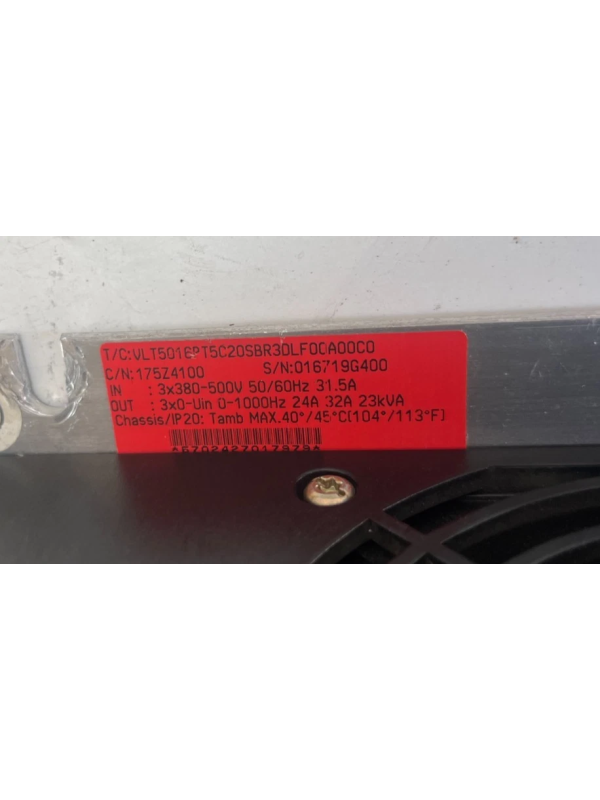 T/C:VLT5016PT5C20SBR3DLF00A00C0
C/N:175Z4100 S/N:016719G400
IN : 3x380-500V 50/60Hz 31.5A
OUT : 3x0-Uin 0-1000Hz 24A 32A 23kVA
Chassis/IP20: Tamb MAX.40°/45°C(104°/113°F)